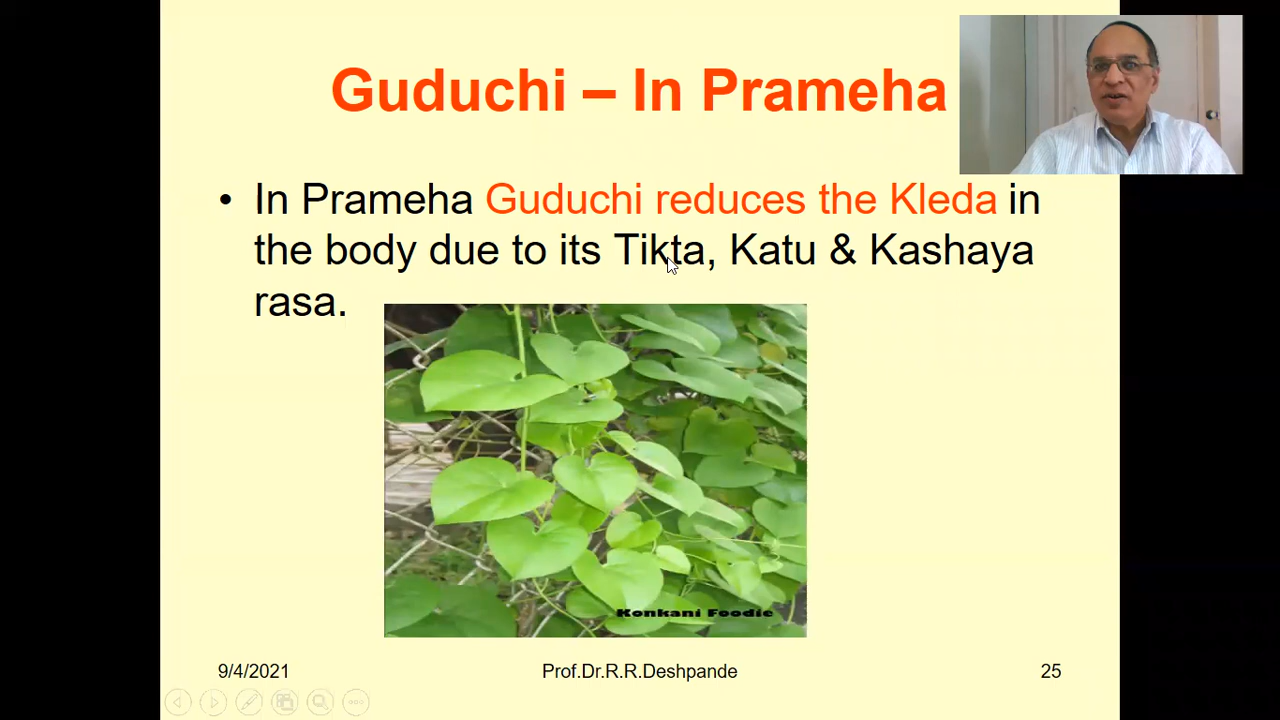 Guduchi – In Prameha
• In Prameha Guduchi reduces the Kleda in
the body due to its Tikta, Katu & Kashaya
rasa.
Konkani Foodie
9/4/2021
Prof.Dr.R.R.Deshpande
25